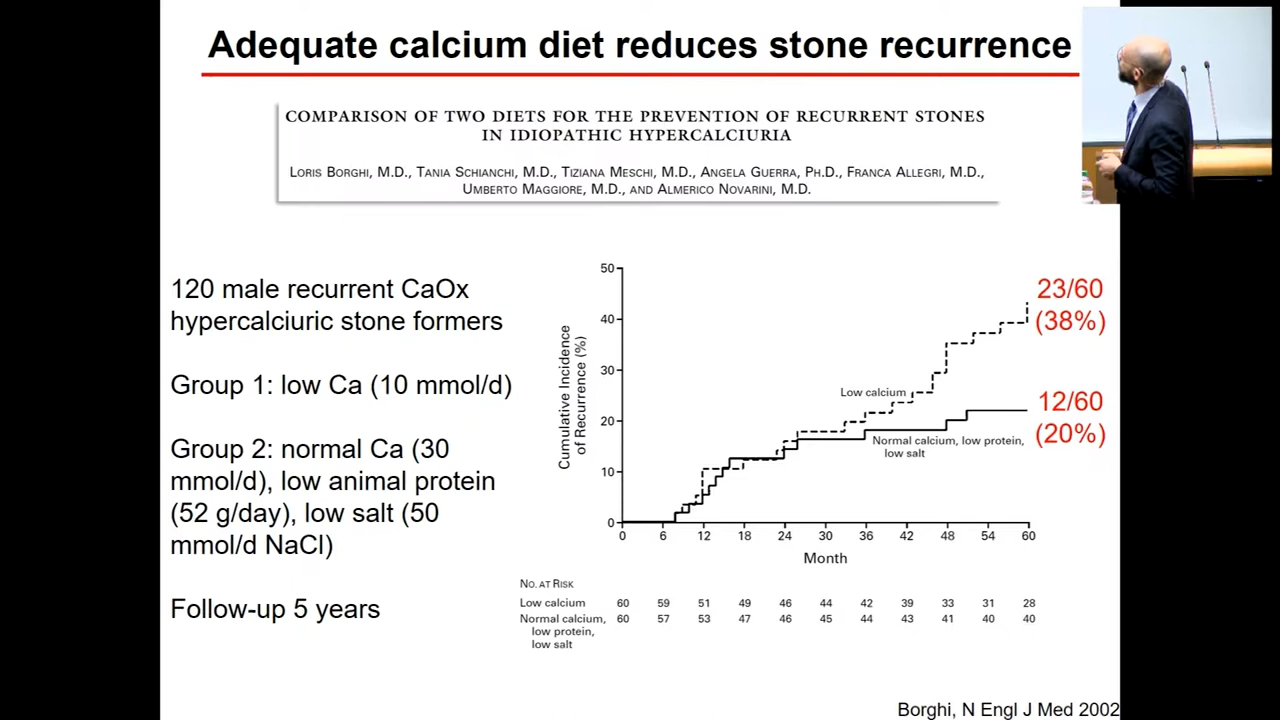 Adequate calcium diet reduces stone recurrence
COMPARISON OF TWO DIETS FOR THE PREVENTION OF RECURRENT STONES
IN IDIOPATHIC HYPERCALCIURIA
LORIS BORGHI, M.D., TANIA SCHIANCHI, M.D., TIZIANA MESCHI, M.D., ANGELA GUERRA, PH.D., FRANCA ALLEGRI, M.D.,
UMBERTO MAGGIORE, M.D., AND ALMERICO NOVARINI, M.D.
120 male recurrent CaOx
hypercalciuric stone formers
Group 1: low Ca (10 mmol/d)
Group 2: normal Ca (30
mmol/d), low animal protein
(52 g/day), low salt (50
mmol/d NaCl)
Follow-up 5 years
Cumulative Incidence
of Recurrence (%)
50
40
30
20
10
0
Low calcium
Normal calcium, low protein,
low salt
23/60
(38%)
12/60
(20%)
0 6 12 18 24 30 36 42 48 54 60
Month
NO. AT RISK
Low calcium 60 59 51 49 46 44 42 39 33 31 28
Normal calcium, 60 57 53 47 46 45 44 43 41 40 40
low protein,
low salt
Borghi, N Engl J Med 2002